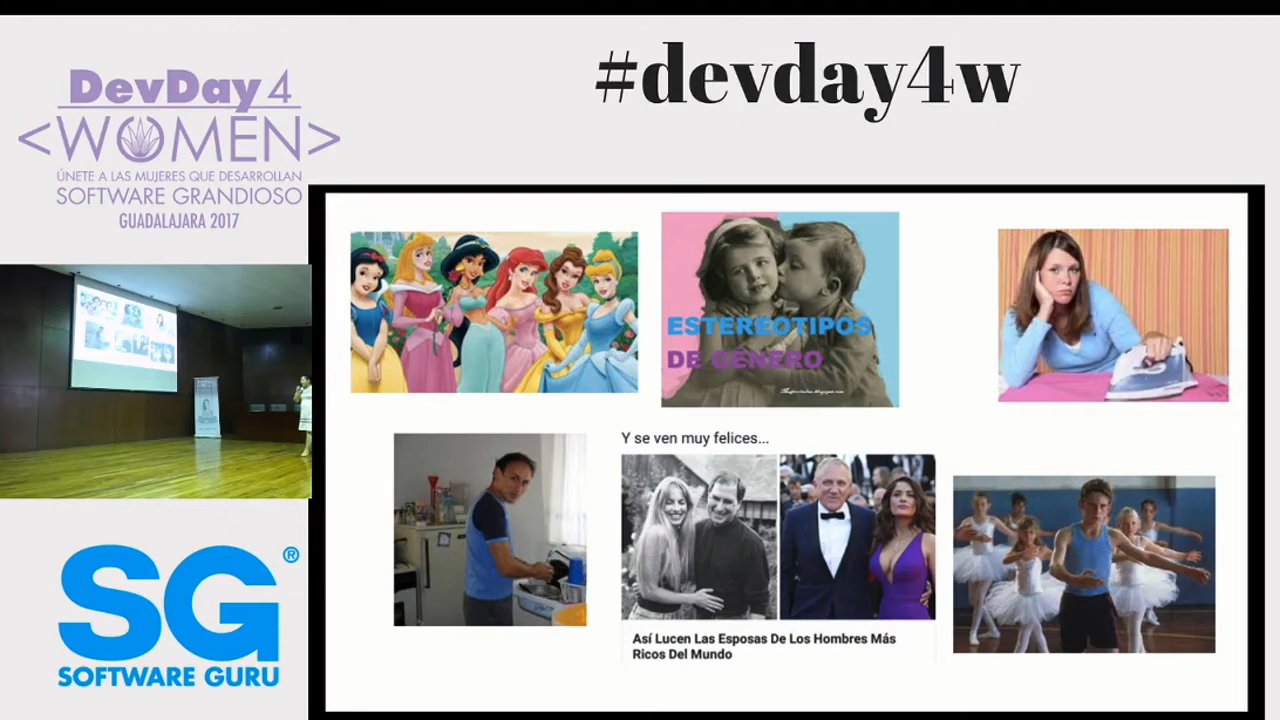 #devday4w
DevDay4
<WOMEN>
ÚNETE A LAS MUJERES QUE DESARROLLAN
SOFTWARE GRANDIOSO
GUADALAJARA 2017
ESTEREOTIPOS
DE GÉNERO
Y se ven muy felices...
Así Lucen Las Esposas De Los Hombres Más
Ricos Del Mundo
SG®
SOFTWARE GURU